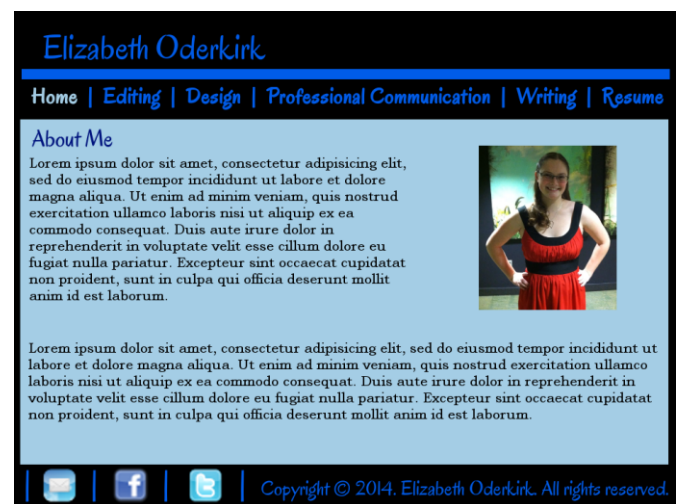 Elizabeth Oderkirk
Home | Editing | Design | Professional Communication | Writing | Resume
About Me
Lorem ipsum dolor sit amet, consectetur adipisicing elit,
sed do eiusmod tempor incididunt ut labore et dolore
magna aliqua. Ut enim ad minim veniam, quis nostrud
exercitation ullamco laboris nisi ut aliquip ex ea
commodo consequat. Duis aute irure dolor in
reprehenderit in voluptate velit esse cillum dolore eu
fugiat nulla pariatur. Excepteur sint occaecat cupidatat
non proident, sunt in culpa qui officia deserunt mollit
anim id est laborum.
Lorem ipsum dolor sit amet, consectetur adipisicing elit, sed do eiusmod tempor incididunt ut
labore et dolore magna aliqua. Ut enim ad minim veniam, quis nostrud exercitation ullamco
laboris nisi ut aliquip ex ea commodo consequat. Duis aute irure dolor in reprehenderit in
voluptate velit esse cillum dolore eu fugiat nulla pariatur. Excepteur sint occaecat cupidatat
non proident, sunt in culpa qui officia deserunt mollit anim id est laborum.
| | f | t | Copyright © 2014. Elizabeth Oderkirk. All rights reserved.